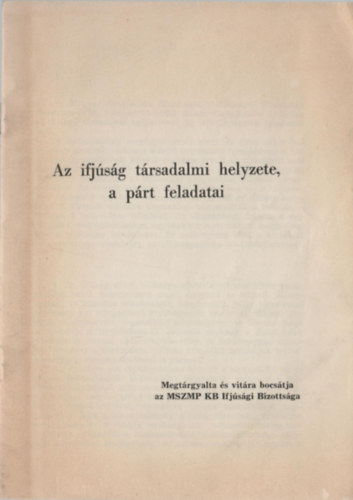 Az ifjúság társadalmi helyzete,
a párt feladatai
Megtárgyalta és vitára bocsátja
az MSZMP KB Ifjúsági Bizottsága